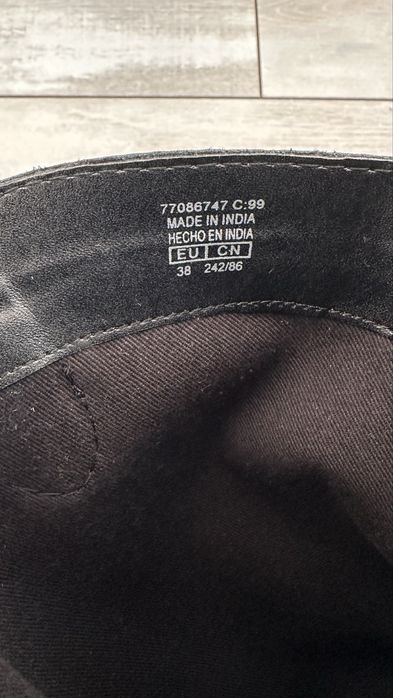 77086747 C:99
MADE IN INDIA
HECHO EN INDIA
EU CN
38 242/86